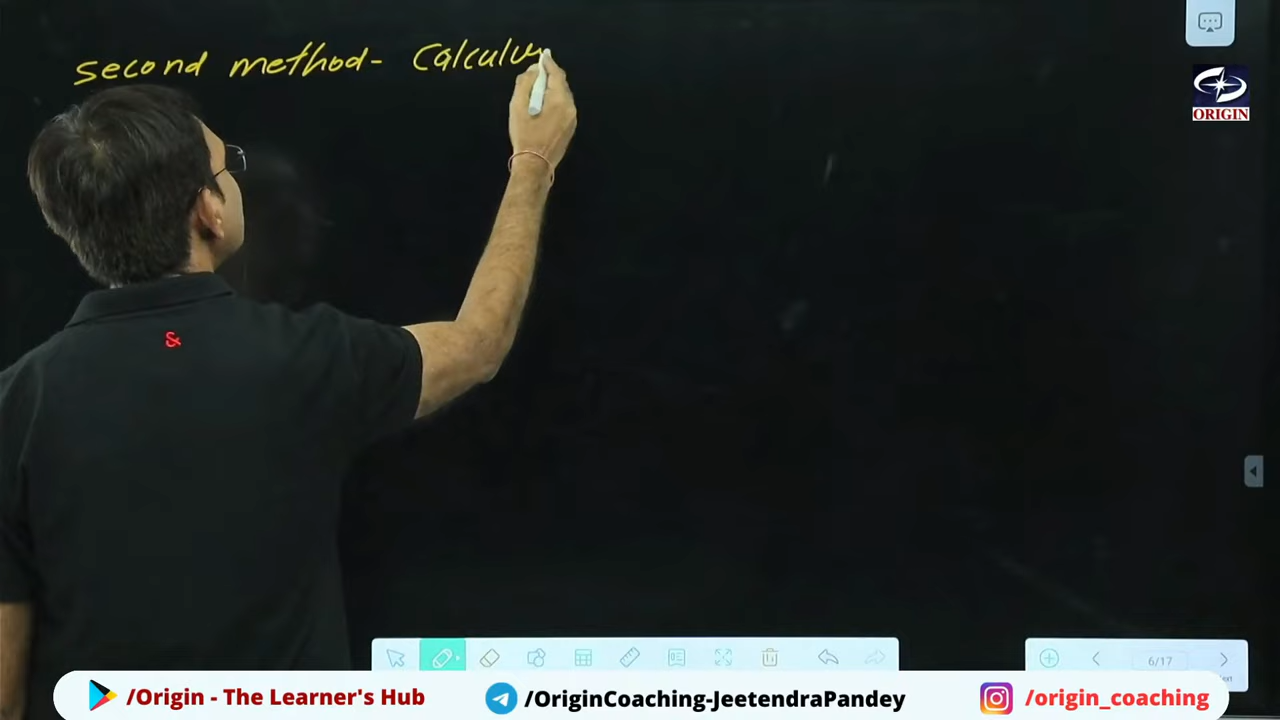 second method- Calculu
ORIGIN
&
6/17
/Origin - The Learner's Hub
/OriginCoaching-JeetendraPandey
/origin_coaching